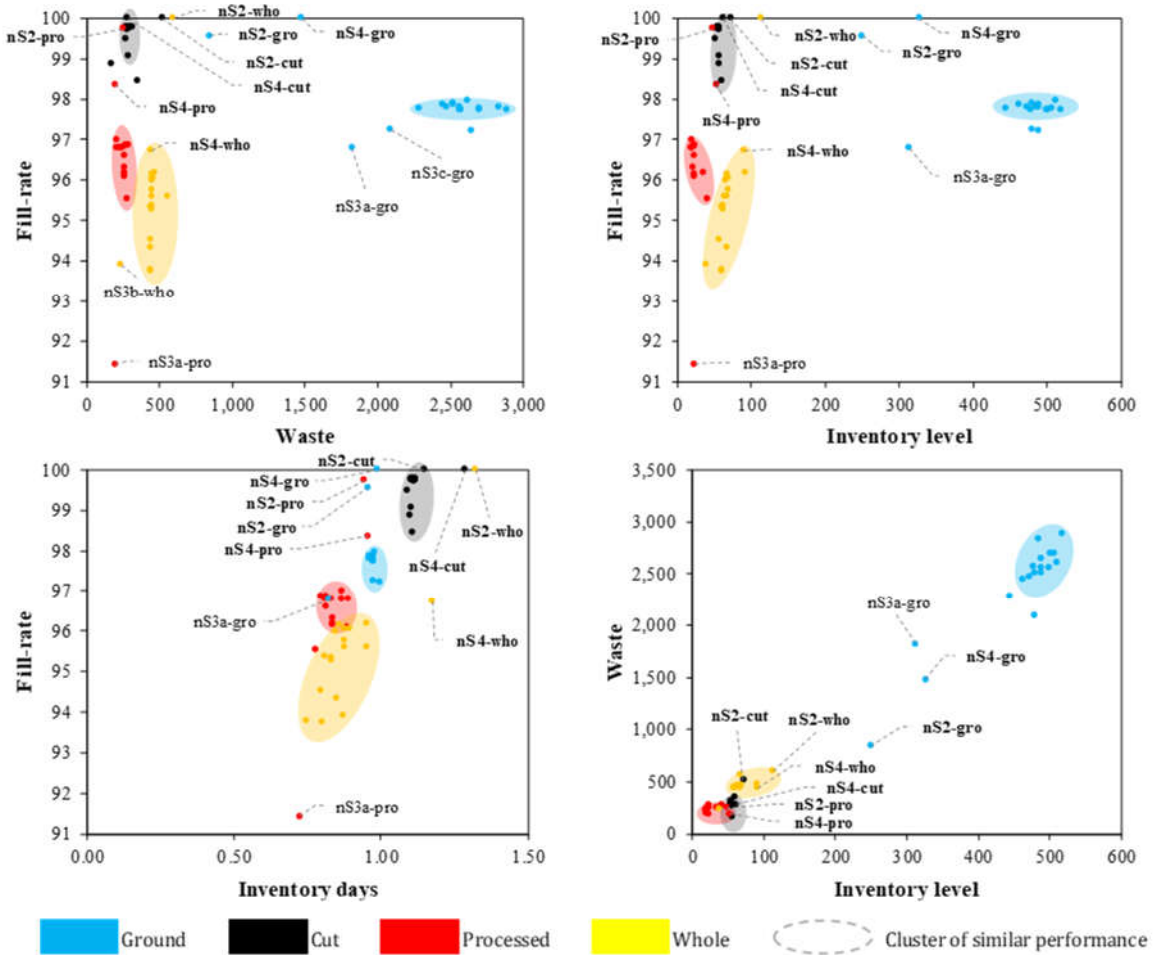 100
99
98
97
96
95
94
93
92
91
Fill-rate
0
500
1,000
1,500
2,000
2,500
3,000
Waste
nS2-pro
nS2-who
nS2-gro
nS4-gro
nS2-cut
nS4-cut
nS4-pro
nS4-who
nS3c-gro
nS3a-gro
nS3b-who
nS3a-pro
100
99
98
97
96
95
94
93
92
91
Fill-rate
0
100
200
300
400
500
600
Inventory level
nS2-pro
nS2-who
nS4-gro
nS2-gro
nS2-cut
nS4-cut
nS4-pro
nS4-who
nS3a-gro
nS3a-pro
100
99
98
97
96
95
94
93
92
91
Fill-rate
0.00
0.50
1.00
1.50
Inventory days
nS2-cut
nS4-gro
nS2-pro
nS2-gro
nS4-pro
nS2-who
nS4-cut
nS3a-gro
nS4-who
nS3a-pro
3,500
3,000
2,500
2,000
1,500
1,000
500
0
Waste
0
100
200
300
400
500
600
Inventory level
nS3a-gro
nS4-gro
nS2-cut
nS2-who
nS2-gro
nS4-who
nS4-cut
nS2-pro
nS4-pro
Ground
Cut
Processed
Whole
Cluster of similar performance